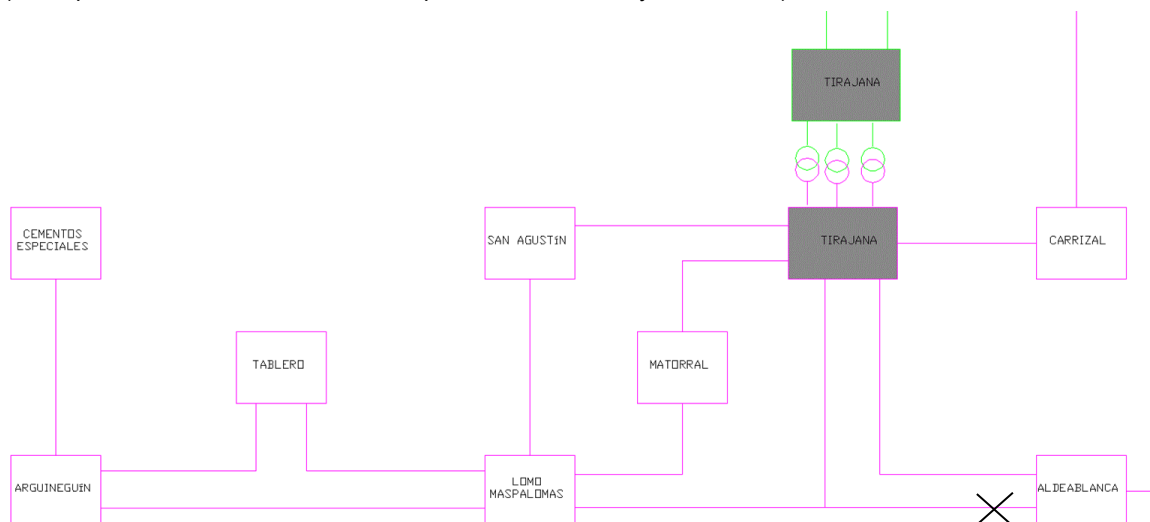 TIRAJANA
CEMENTOS
ESPECIALES
SAN AGUSTíN
TIRAJANA
CARRIZAL
TABLERO
MATORRAL
ARGUINEGUíN
LOMO
MASPALOMAS
ALDEABLANCA